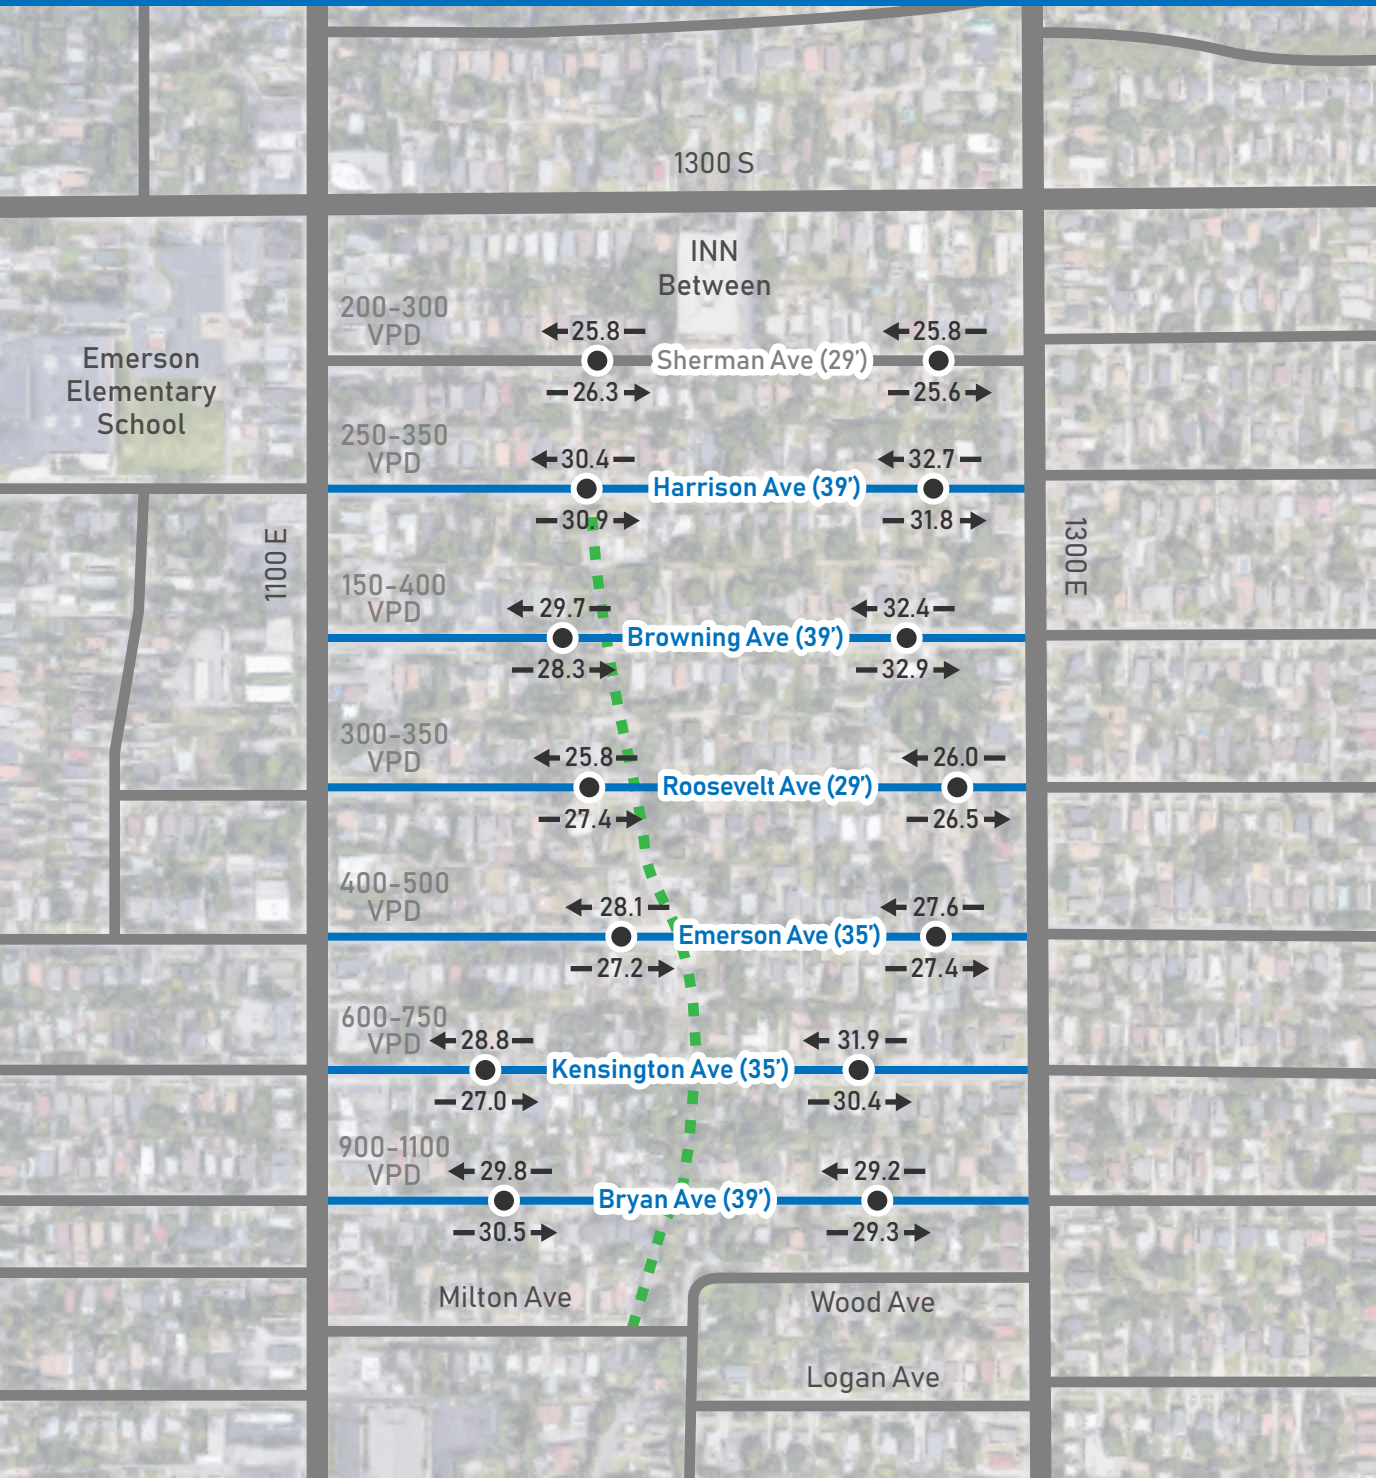 1300 S
INN
Between
200-300
VPD
25.8
25.8
Sherman Ave (29’)
26.3
25.6
Emerson
Elementary
School
250-350
VPD
30.4
32.7
Harrison Ave (39’)
30.9
31.8
1100 E
1300 E
150-400
VPD
29.7
32.4
Browning Ave (39’)
28.3
32.9
300-350
VPD
25.8
26.0
Roosevelt Ave (29’)
27.4
26.5
400-500
VPD
28.1
27.6
Emerson Ave (35’)
27.2
27.4
600-750
VPD
28.8
31.9
Kensington Ave (35’)
27.0
30.4
900-1100
VPD
29.8
29.2
Bryan Ave (39’)
30.5
29.3
Milton Ave
Wood Ave
Logan Ave